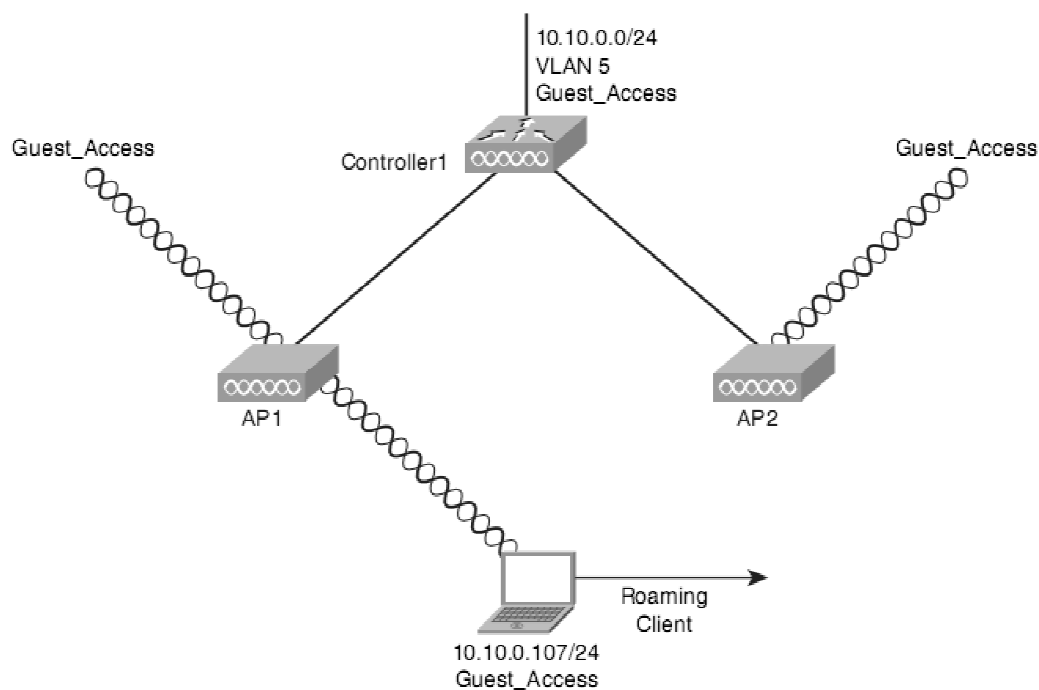 10.10.0.0/24
VLAN 5
Guest_Access
Guest_Access
Controller1
Guest_Access
AP1
AP2
Roaming
Client
10.10.0.107/24
Guest_Access